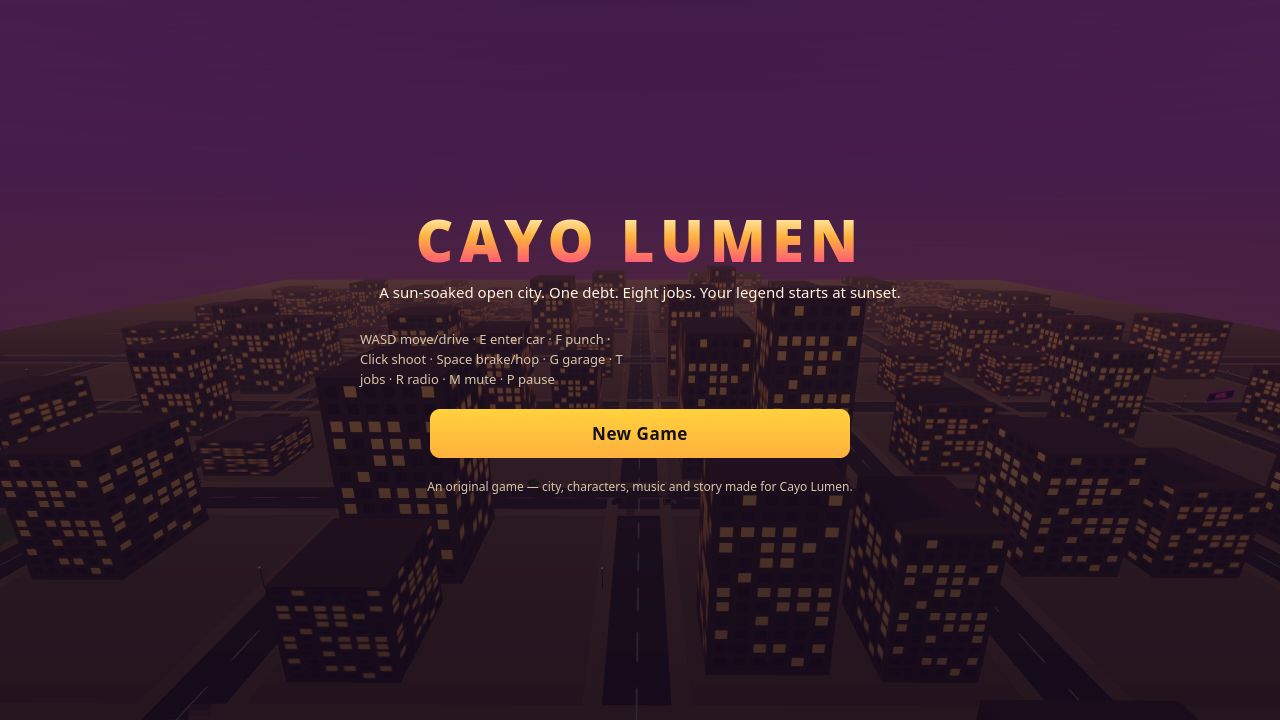 CAYO LUMEN
A sun-soaked open city. One debt. Eight jobs. Your legend starts at sunset.
WASD move/drive · E enter car · F punch ·
Click shoot · Space brake/hop · G garage · T
jobs · R radio · M mute · P pause
New Game
An original game — city, characters, music and story made for Cayo Lumen.